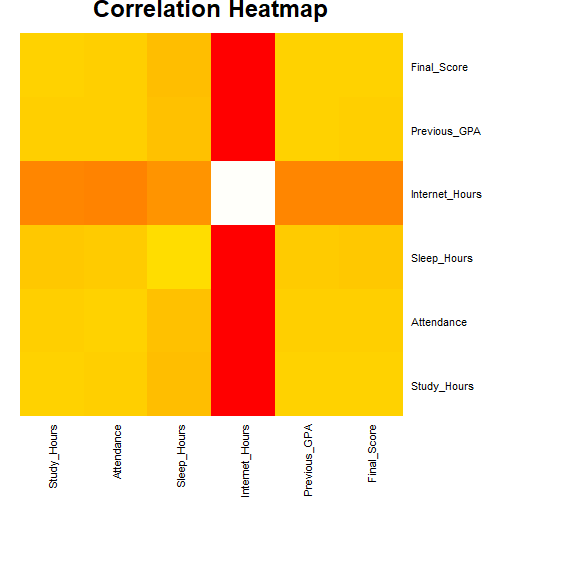 Correlation Heatmap
Final_Score
Previous_GPA
Internet_Hours
Sleep_Hours
Attendance
Study_Hours
Study_Hours
Attendance
Sleep_Hours
Internet_Hours
Previous_GPA
Final_Score